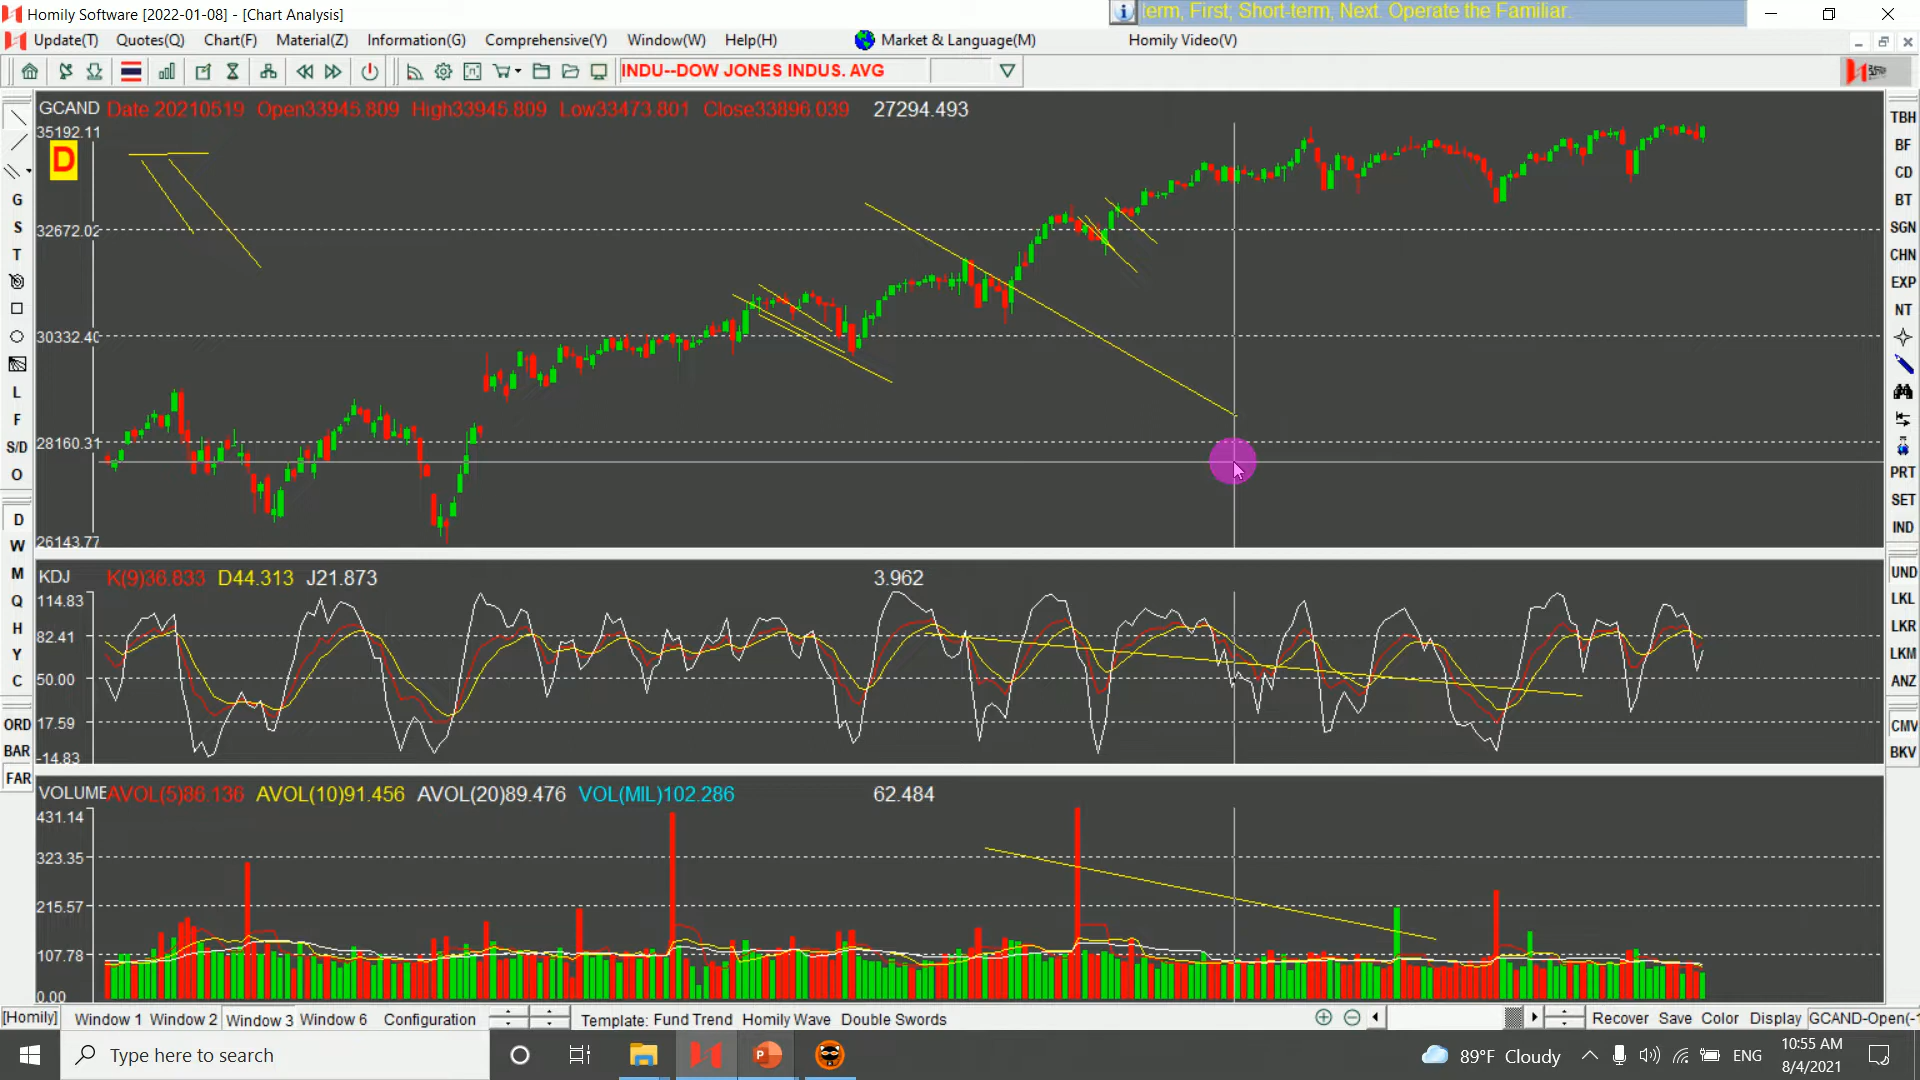 Homily Software [2022-01-08] - [Chart Analysis]
Term, First; Short-term, Next. Operate the Familiar.
Update(T) Quotes(Q) Chart(F) Material(Z) Information(G) Comprehensive(Y) Window(W) Help(H) Market & Language(M) Homily Video(V)
INDU--DOW JONES INDUS. AVG
GCAND Date 20210519 Open33945.809 High33945.809 Low33473.801 Close33896.039 27294.493
35192.11
D
32672.02
30332.40
28160.31
26143.77
KDJ K(9)36.833 D44.313 J21.873 3.962
114.83
82.41
50.00
17.59
-14.83
VOLUME AVOL(5)86.136 AVOL(10)91.456 AVOL(20)89.476 VOL(MIL)102.286 62.484
431.14
323.35
215.57
107.78
0.00
G
S
T
L
F
S/D
O
D
W
M
Q
H
Y
C
ORD
BAR
FAR
TBH
BF
CD
BT
SGN
CHN
EXP
NT
PRT
SET
IND
UND
LKL
LKR
LKM
ANZ
CMV
BKV
[Homily] Window 1 Window 2 Window 3 Window 6 Configuration Template: Fund Trend Homily Wave Double Swords Recover Save Color Display GCAND-Open(-1
Type here to search
89°F Cloudy
ENG
10:55 AM
8/4/2021